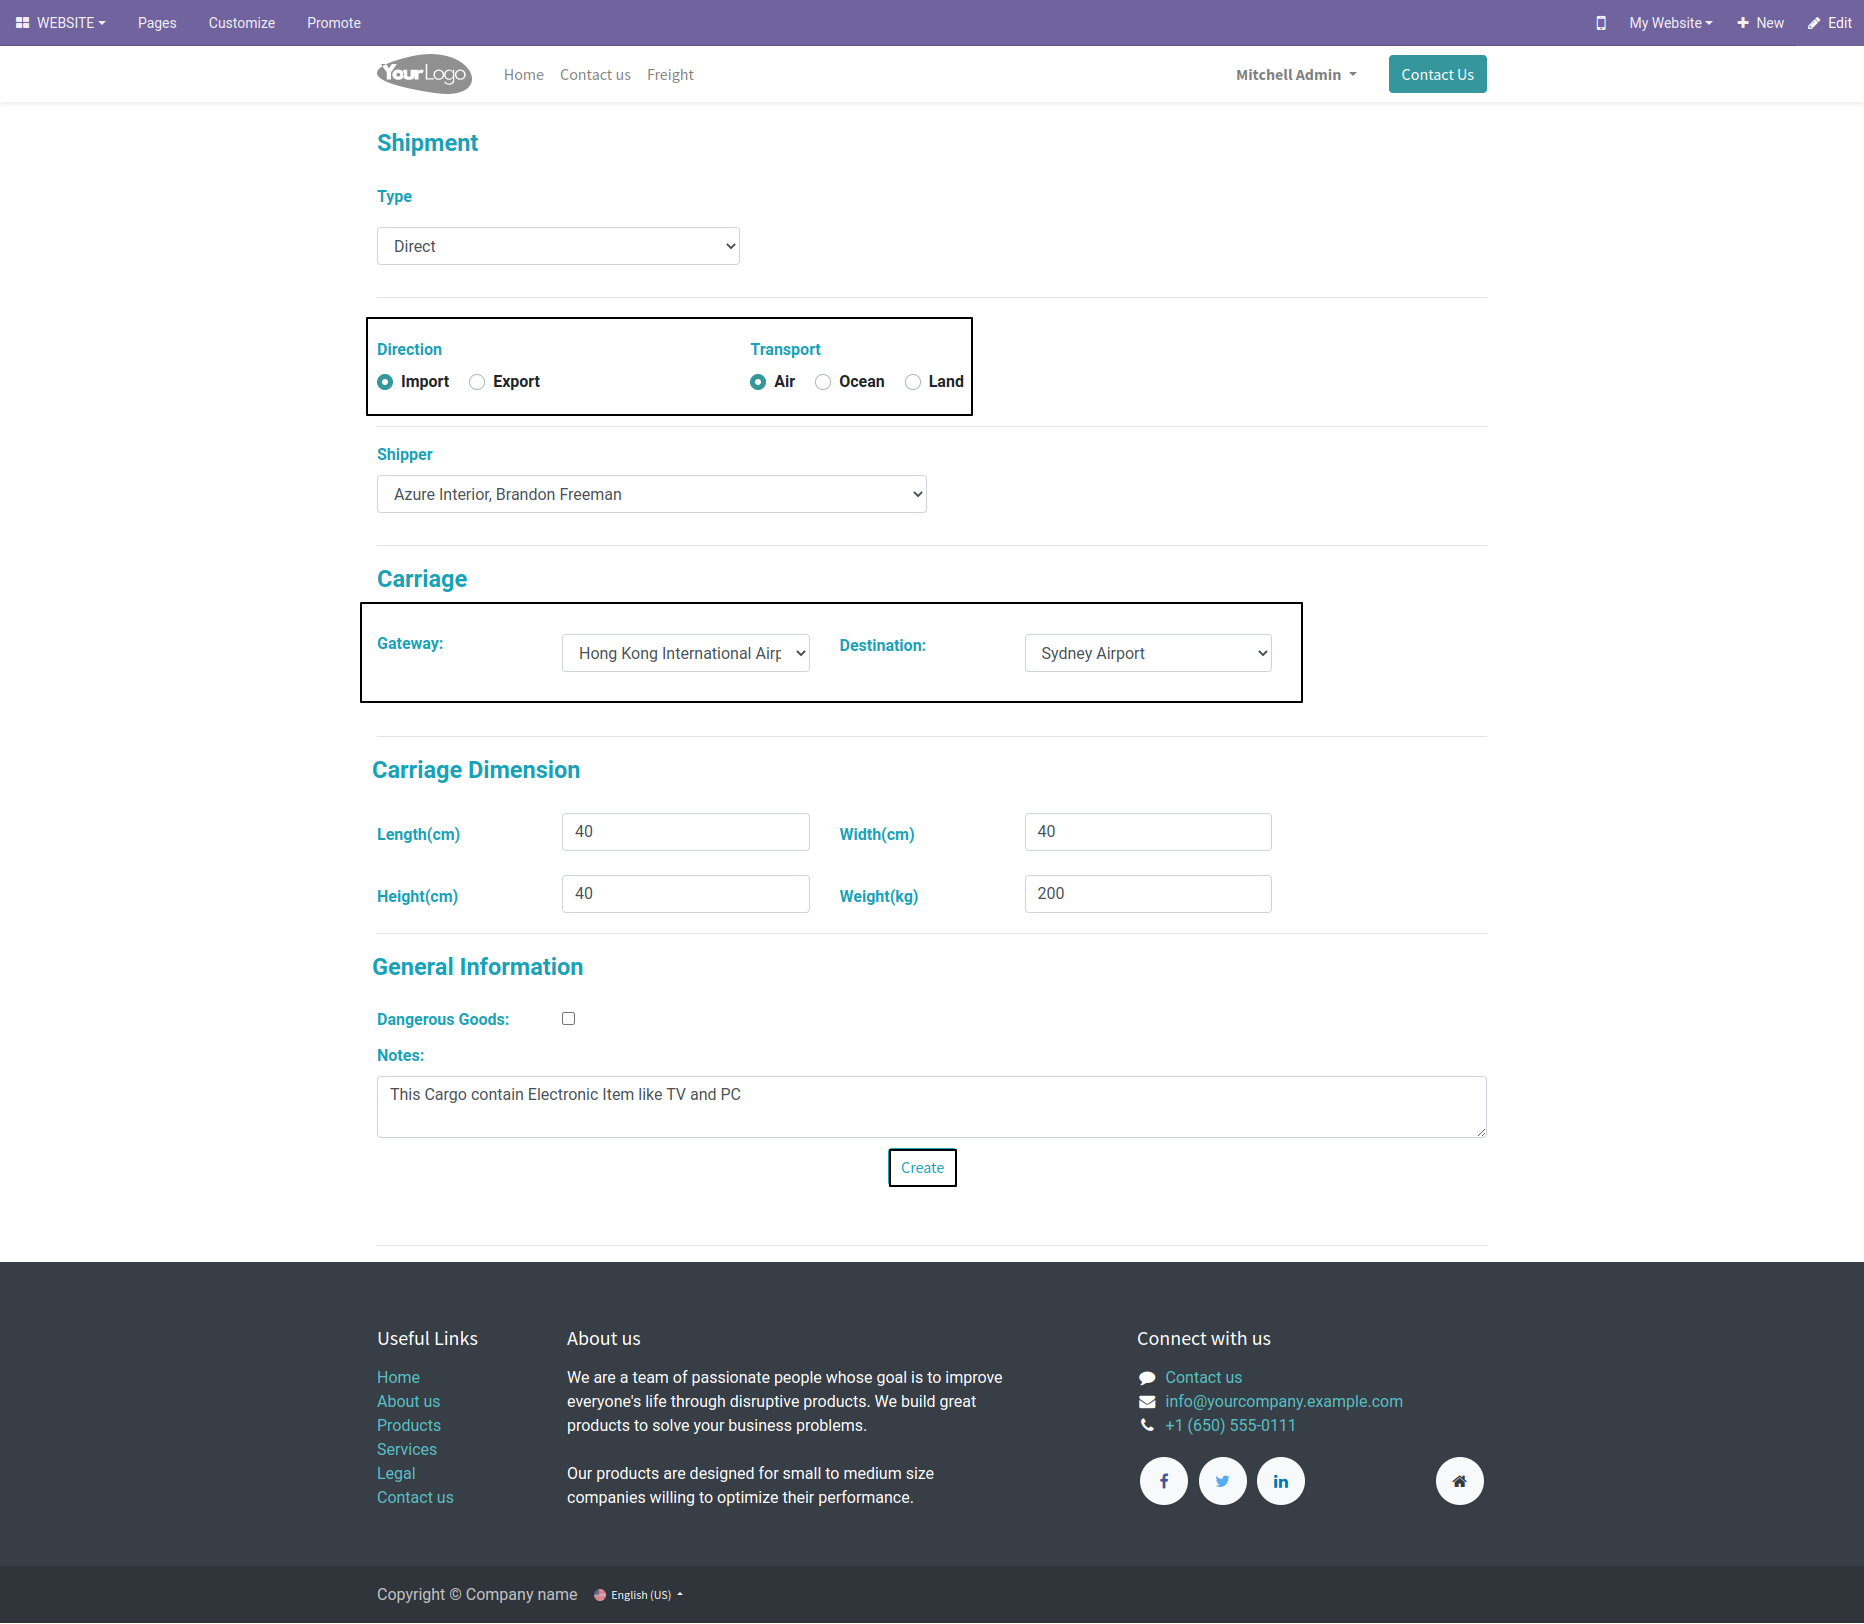 WEBSITE Pages Customize Promote My Website New Edit
YourLogo Home Contact us Freight Mitchell Admin Contact Us
Shipment
Type
Direct
Direction Transport
Import Export Air Ocean Land
Shipper
Azure Interior, Brandon Freeman
Carriage
Gateway: Hong Kong International Airp Destination: Sydney Airport
Carriage Dimension
Length(cm) 40 Width(cm) 40
Height(cm) 40 Weight(kg) 200
General Information
Dangerous Goods:
Notes:
This Cargo contain Electronic Item like TV and PC
Create
Useful Links
Home
About us
Products
Services
Legal
Contact us
About us
We are a team of passionate people whose goal is to improve
everyone's life through disruptive products. We build great
products to solve your business problems.
Our products are designed for small to medium size
companies willing to optimize their performance.
Connect with us
Contact us
info@yourcompany.example.com
+1 (650) 555-0111
Copyright © Company name English (US)